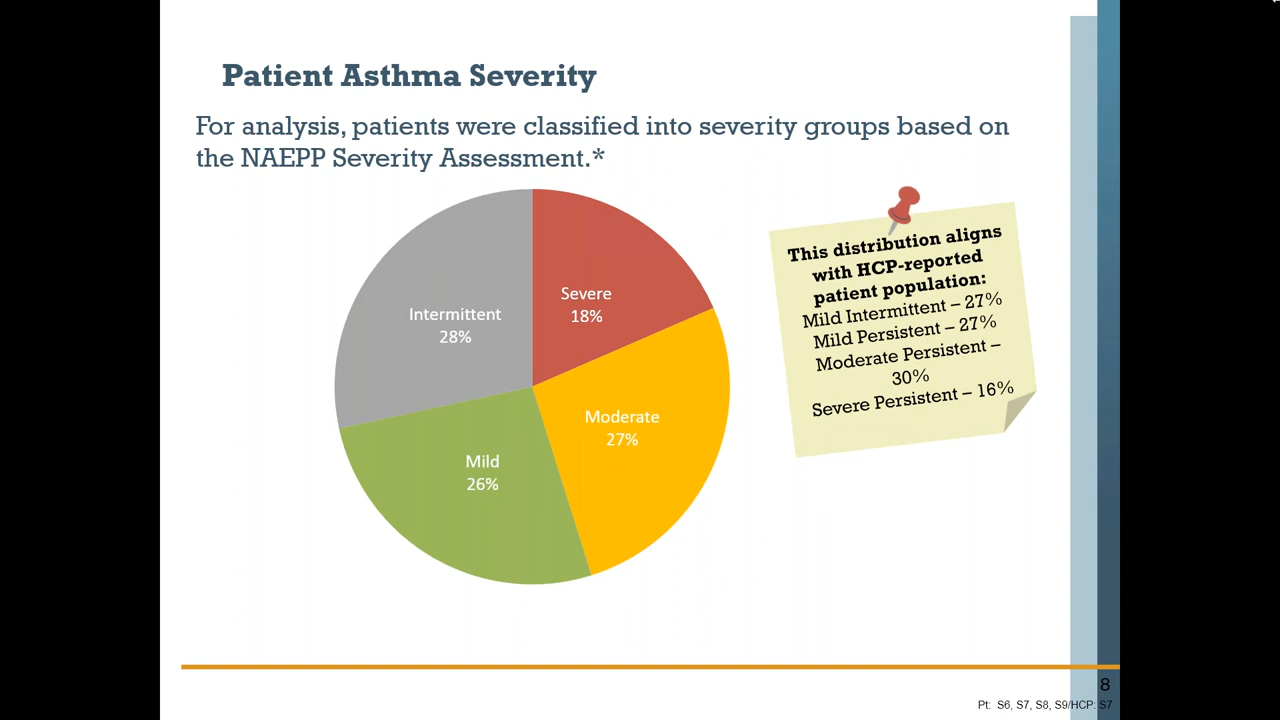 Patient Asthma Severity
For analysis, patients were classified into severity groups based on
the NAEPP Severity Assessment.*
Severe
18%
Intermittent
28%
Moderate
27%
Mild
26%
This distribution aligns
with HCP-reported
patient population:
Mild Intermittent – 27%
Mild Persistent – 27%
Moderate Persistent –
30%
Severe Persistent – 16%
8
Pt: S6, S7, S8, S9/HCP: S7